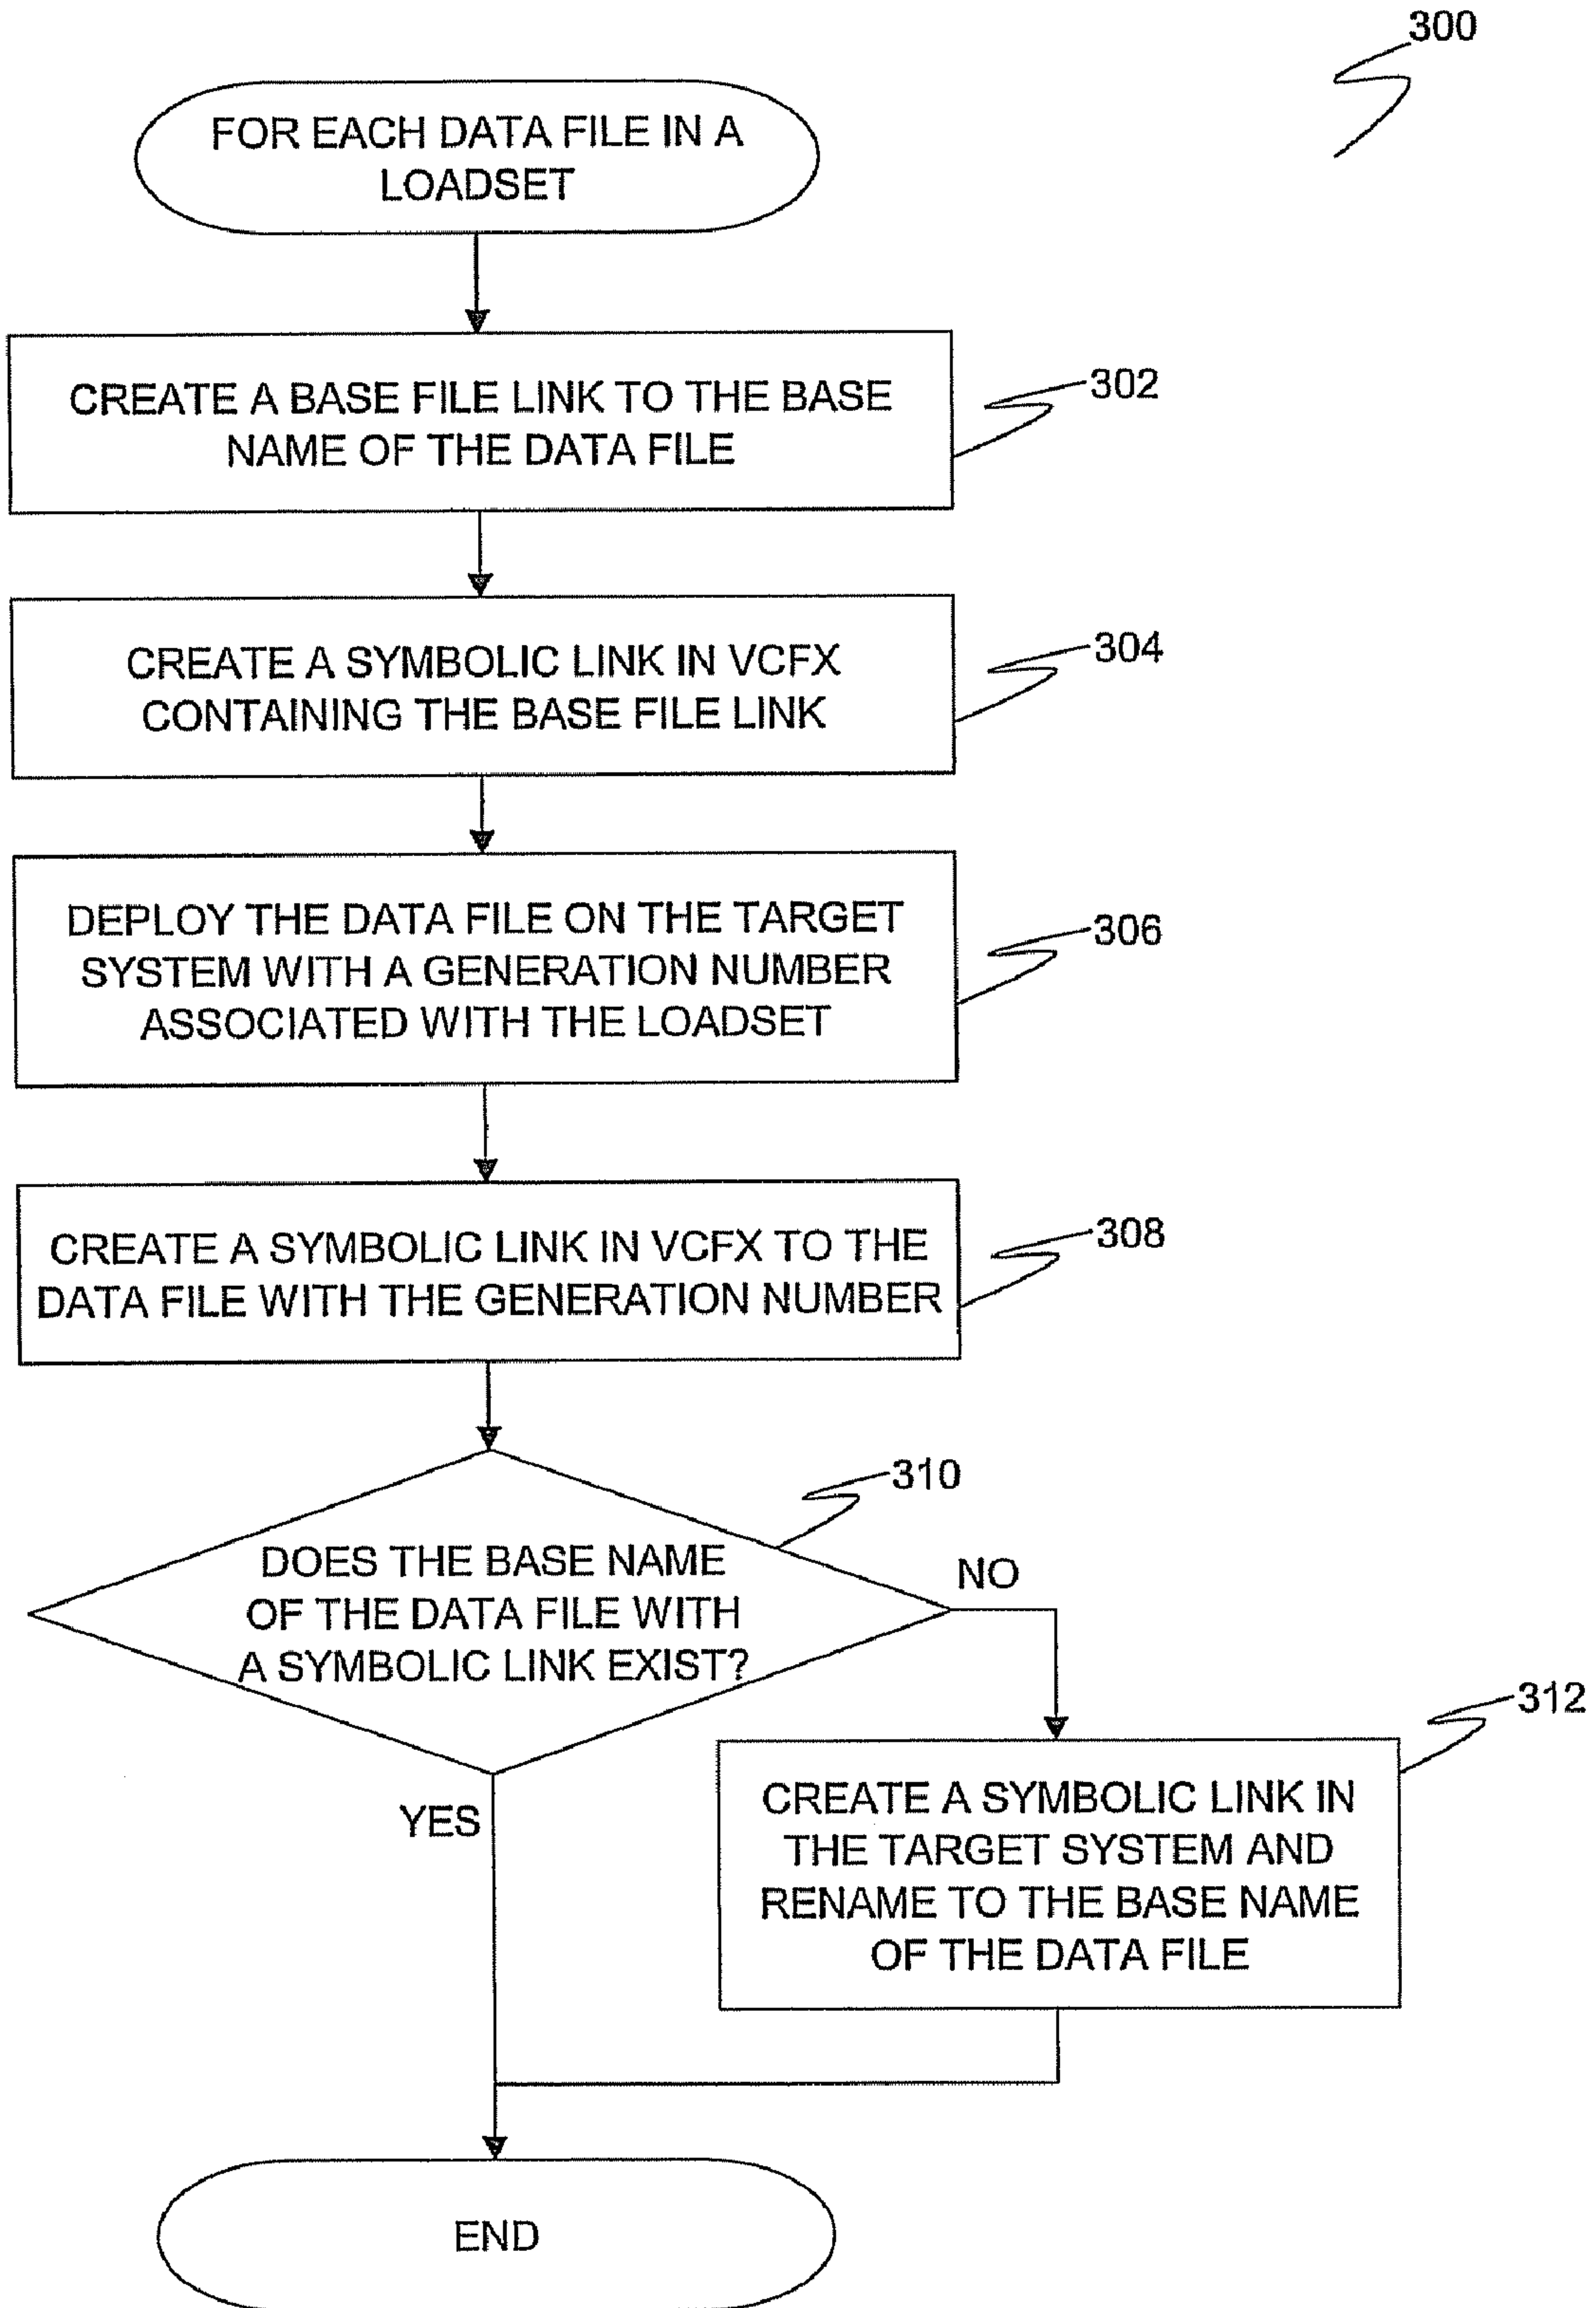 300
FOR EACH DATA FILE IN A
LOADSET
CREATE A BASE FILE LINK TO THE BASE
NAME OF THE DATA FILE
302
CREATE A SYMBOLIC LINK IN VCFX
CONTAINING THE BASE FILE LINK
304
DEPLOY THE DATA FILE ON THE TARGET
SYSTEM WITH A GENERATION NUMBER
ASSOCIATED WITH THE LOADSET
306
CREATE A SYMBOLIC LINK IN VCFX TO THE
DATA FILE WITH THE GENERATION NUMBER
308
310
DOES THE BASE NAME
OF THE DATA FILE WITH
A SYMBOLIC LINK EXIST?
NO
YES
312
CREATE A SYMBOLIC LINK IN
THE TARGET SYSTEM AND
RENAME TO THE BASE NAME
OF THE DATA FILE
END